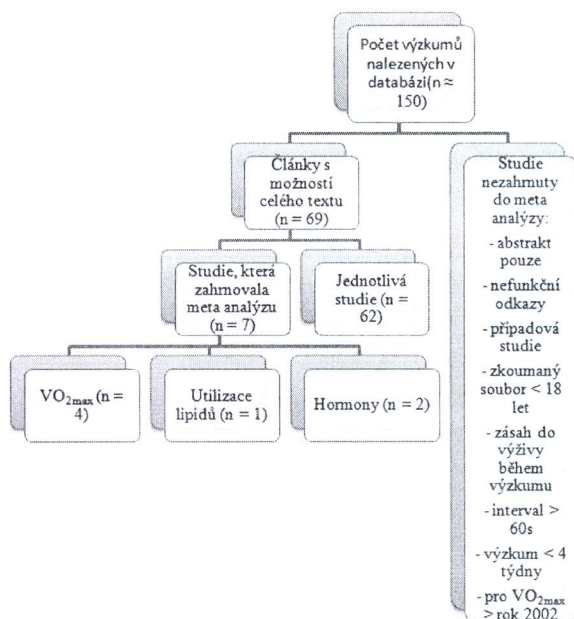 Počet výzkumů
nalezených v
databázi(n ≈
150)
Články s
možností
celého textu
(n = 69)
Studie, která
zahrnovala
meta analýzu
(n = 7)
Jednotlivá
studie (n =
62)
VO₂max (n =
4)
Utilizace
lipidů (n = 1)
Hormony (n = 2)
Studie
nezahrnuty
do meta
analýzy:
- abstrakt
pouze
- nefunkční
odkazy
- případová
studie
- zkoumaný
soubor < 18
let
- zásah do
výživy
během
výzkumu
- interval >
60s
- výzkum < 4
týdny
- pro VO₂max
> rok 2002